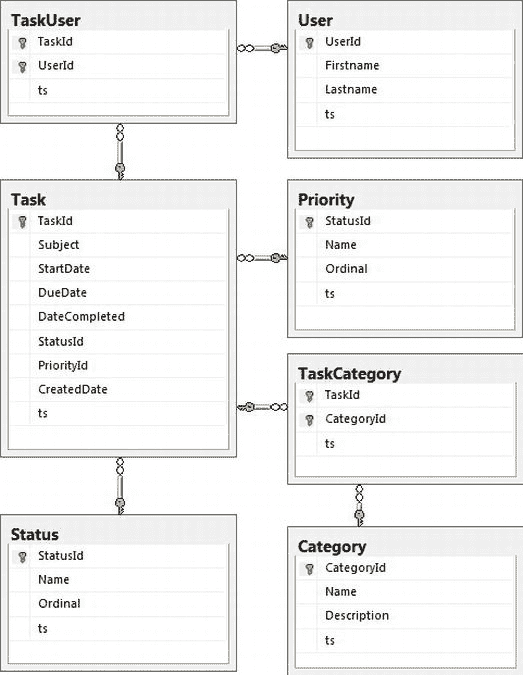 TaskUser
TaskId
UserId
ts
User
UserId
Firstname
Lastname
ts
Task
TaskId
Subject
StartDate
DueDate
DateCompleted
StatusId
PriorityId
CreatedDate
ts
Priority
StatusId
Name
Ordinal
ts
TaskCategory
TaskId
CategoryId
ts
Status
StatusId
Name
Ordinal
ts
Category
CategoryId
Name
Description
ts